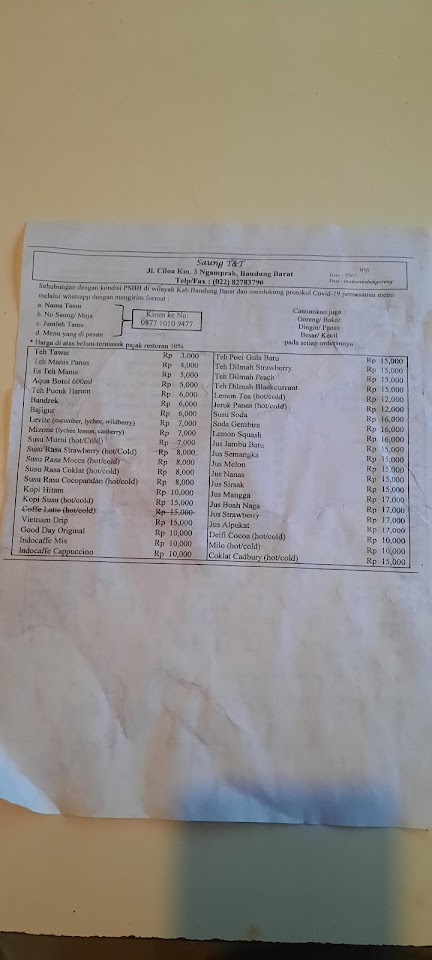 Saung T&T
Jl. Ciloa Km. 3 Ngamprah, Bandung Barat
Telp/Fax : (022) 82783790
Wifi
Sehubungan dengan kondisi PSBB di wilayah Kab.Bandung Barat dan mendukung protokol Covid-19 pemesanan menu
melalui whatsapp dengan mengirim format :
a. Nama Tamu
b. No Saung/ Meja
c. Jumlah Tamu
d. Menu yang di pesan
Kirim ke No:
0877 1010 9477
Cantumkan juga :
Goreng/ Bakar
Dingin/ Panas
Besar/ Kecil
pada setiap orderannya
* Harga di atas belum termasuk pajak restoran 10%
Teh Tawar Rp 3,000
Teh Manis Panas Rp 4,000
Es Teh Manis Rp 5,000
Aqua Botol 600ml Rp 5,000
Teh Pucuk Harum Rp 6,000
Bandrek Rp 6,000
Bajigur Rp 6,000
Levite (cucumber, lychee, wildberry) Rp 7,000
Mizone (lychee lemon, canberry) Rp 7,000
Susu Murni (hot/Cold) Rp 7,000
Susu Rasa Strawberry (hot/Cold) Rp 8,000
Susu Rasa Mocca (hot/cold) Rp 8,000
Susu Rasa Coklat (hot/cold) Rp 8,000
Susu Rasa Cocopandan (hot/cold) Rp 8,000
Kopi Hitam Rp 10,000
Kopi Susu (hot/cold) Rp 15,000
Coffe Latte (hot/cold) Rp 15,000
Vietnam Drip Rp 15,000
Good Day Original Rp 10,000
Indocaffe Mix Rp 10,000
Indocaffe Cappuccino Rp 10,000
Teh Poci Gula Batu Rp 15,000
Teh Dilmah Strawberry Rp 15,000
Teh Dilmah Peach Rp 15,000
Teh Dilmah Blackcurrant Rp 15,000
Lemon Tea (hot/cold) Rp 12,000
Jeruk Panas (hot/cold) Rp 12,000
Susu Soda Rp 16,000
Soda Gembira Rp 16,000
Lemon Squash Rp 16,000
Jus Jambu Batu Rp 15,000
Jus Semangka Rp 15,000
Jus Melon Rp 15,000
Jus Nanas Rp 15,000
Jus Sirsak Rp 15,000
Jus Mangga Rp 17,000
Jus Buah Naga Rp 17,000
Jus Strawberry Rp 17,000
Jus Alpukat Rp 17,000
Delfi Cocoa (hot/cold) Rp 10,000
Milo (hot/cold) Rp 10,000
Coklat Cadbury (hot/cold) Rp 15,000